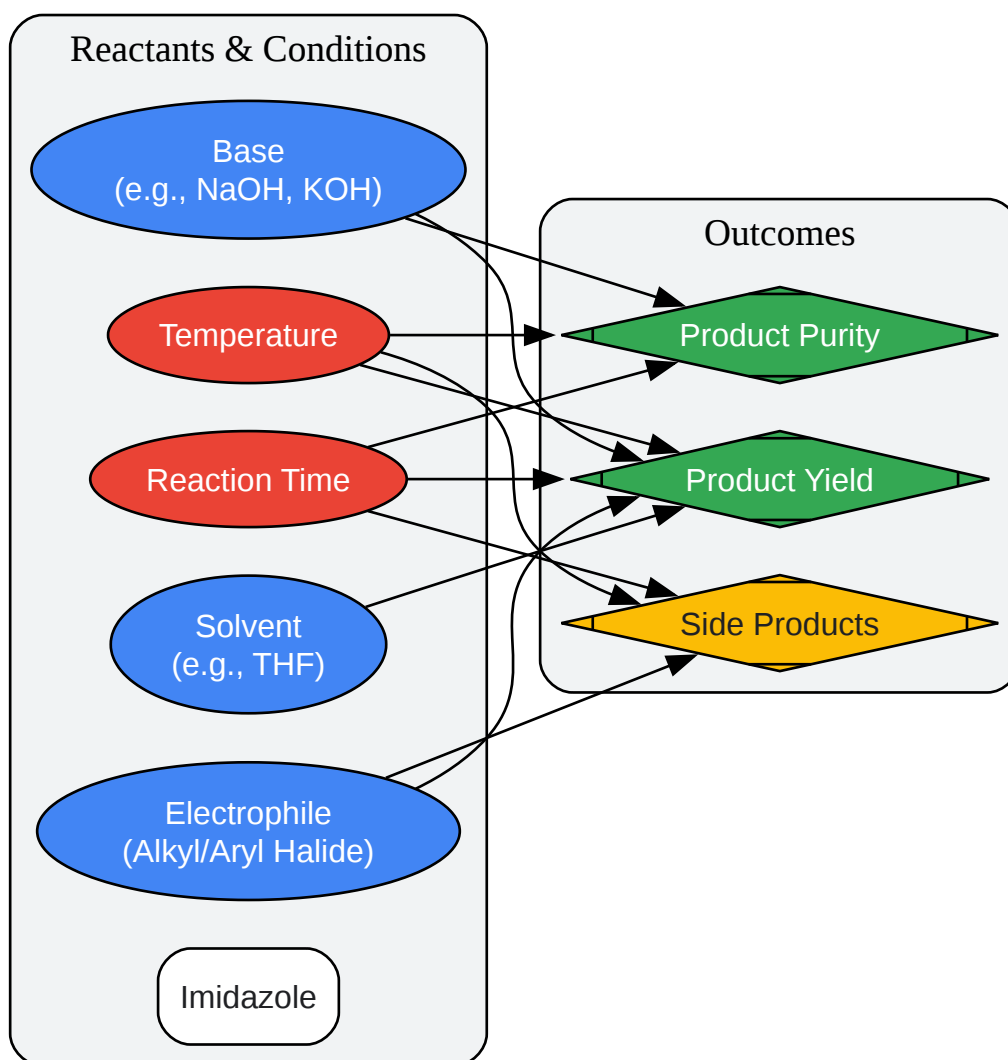 Reactants & Conditions
Base
(e.g., NaOH, KOH)
Temperature
Reaction Time
Solvent
(e.g., THF)
Electrophile
(Alkyl/Aryl Halide)
Imidazole
Outcomes
Product Purity
Product Yield
Side Products